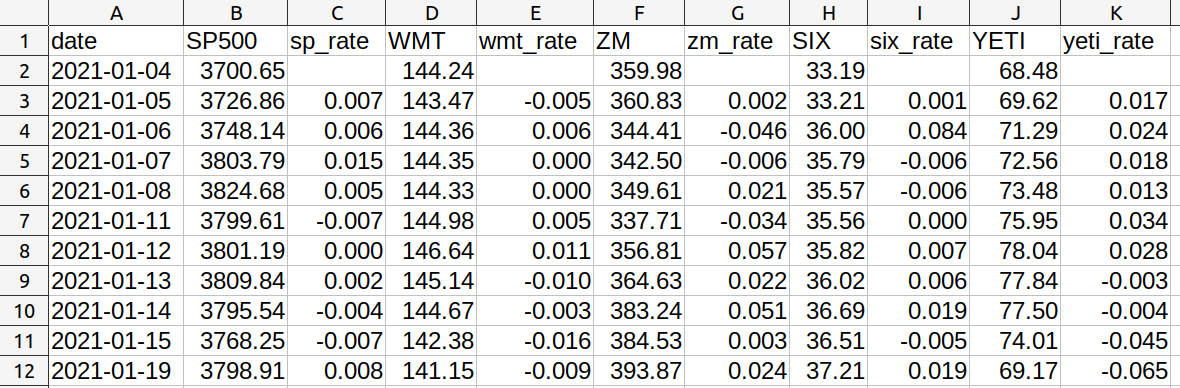 A B C D E F G H I J K
1 date SP500 sp_rate WMT wmt_rate ZM zm_rate SIX six_rate YETI yeti_rate
2 2021-01-04 3700.65 144.24 359.98 33.19 68.48
3 2021-01-05 3726.86 0.007 143.47 -0.005 360.83 0.002 33.21 0.001 69.62 0.017
4 2021-01-06 3748.14 0.006 144.36 0.006 344.41 -0.046 36.00 0.084 71.29 0.024
5 2021-01-07 3803.79 0.015 144.35 0.000 342.50 -0.006 35.79 -0.006 72.56 0.018
6 2021-01-08 3824.68 0.005 144.33 0.000 349.61 0.021 35.57 -0.006 73.48 0.013
7 2021-01-11 3799.61 -0.007 144.98 0.005 337.71 -0.034 35.56 0.000 75.95 0.034
8 2021-01-12 3801.19 0.000 146.64 0.011 356.81 0.057 35.82 0.007 78.04 0.028
9 2021-01-13 3809.84 0.002 145.14 -0.010 364.63 0.022 36.02 0.006 77.84 -0.003
10 2021-01-14 3795.54 -0.004 144.67 -0.003 383.24 0.051 36.69 0.019 77.50 -0.004
11 2021-01-15 3768.25 -0.007 142.38 -0.016 384.53 0.003 36.51 -0.005 74.01 -0.045
12 2021-01-19 3798.91 0.008 141.15 -0.009 393.87 0.024 37.21 0.019 69.17 -0.065